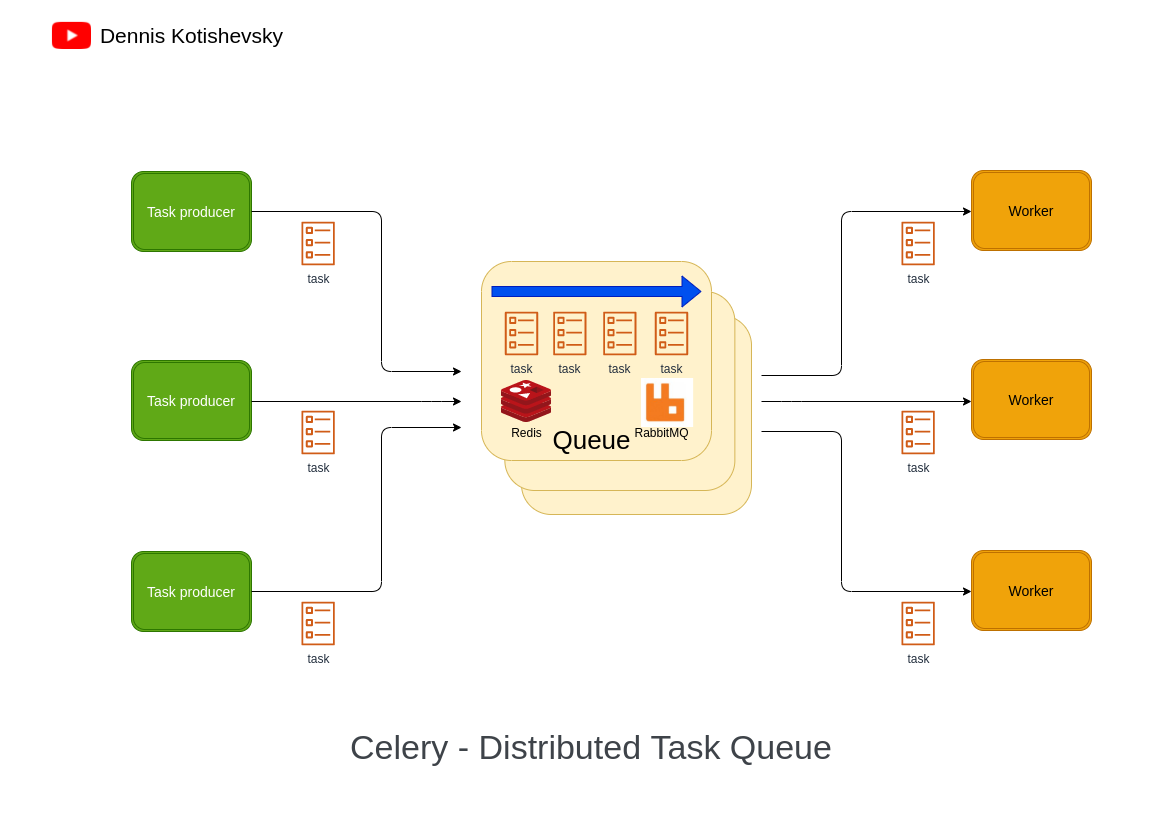 Dennis Kotishevsky
Task producer
task
Worker
task
task
task
task
task
Redis
RabbitMQ
Queue
Task producer
task
Worker
task
Task producer
task
Worker
task
Celery - Distributed Task Queue